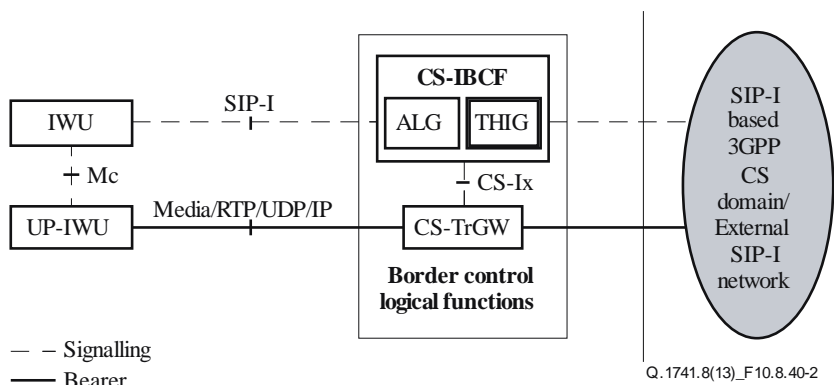 CS-IBCF
SIP-I
IWU
ALG
THIG
Mc
CS-Ix
UP-IWU
Media/RTP/UDP/IP
CS-TrGW
Border control
logical functions
SIP-I
based
3GPP
CS
domain/
External
SIP-I
network
Signalling
Bearer
Q.1741.8(13)_F10.8.40-2